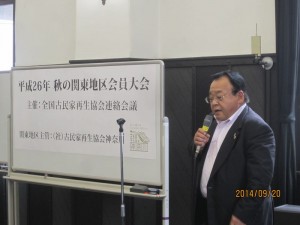 平成26年 秋の関東地区会員大会
主催：全国古民家再生協会連絡会議
関東地区主管：(社)古民家再生協会神奈川
2014/09/20